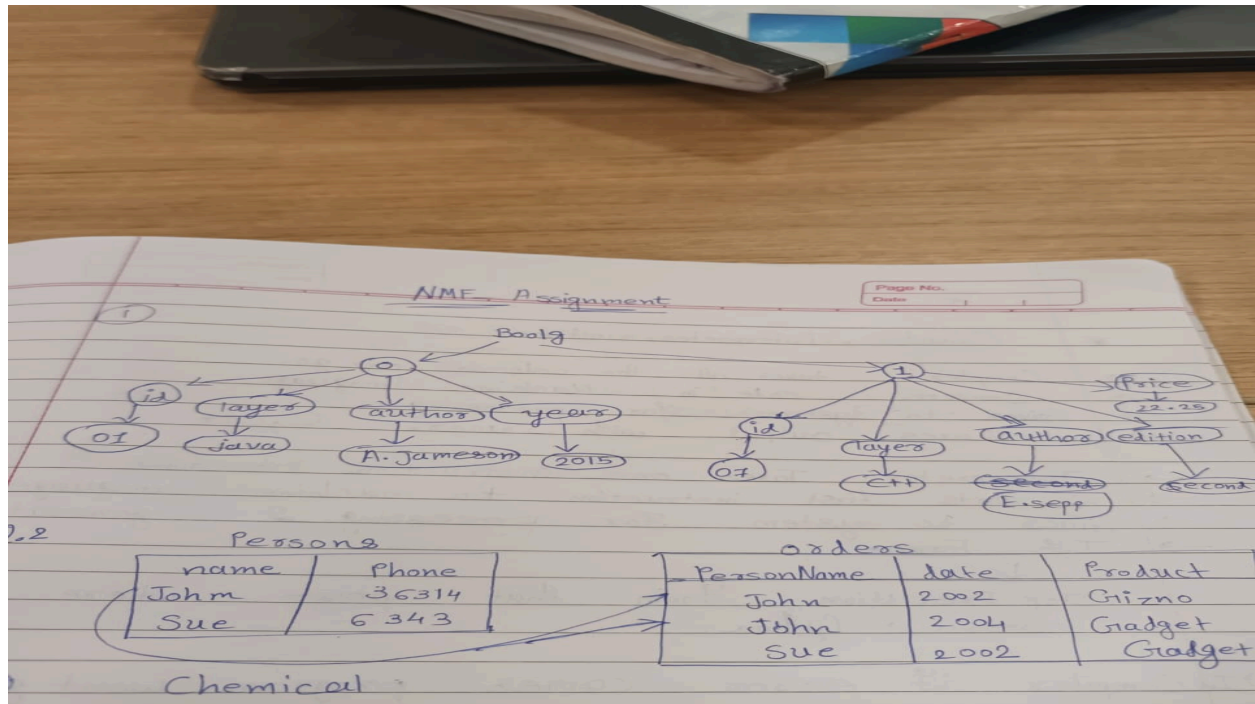 NMF Assignment
Page No.
Date
1
Boolg
0 1
Price
id layer author year
22.25
01 java A. Jameson 2015
id layer author edition
07 C++ second second
E.sepp
Q.2 Persons orders
name Phone PersonName date Product
Johm 36314 John 2002 Gizno
Sue 6343 John 2004 Gadget
Sue 2002 Gadget
Chemical